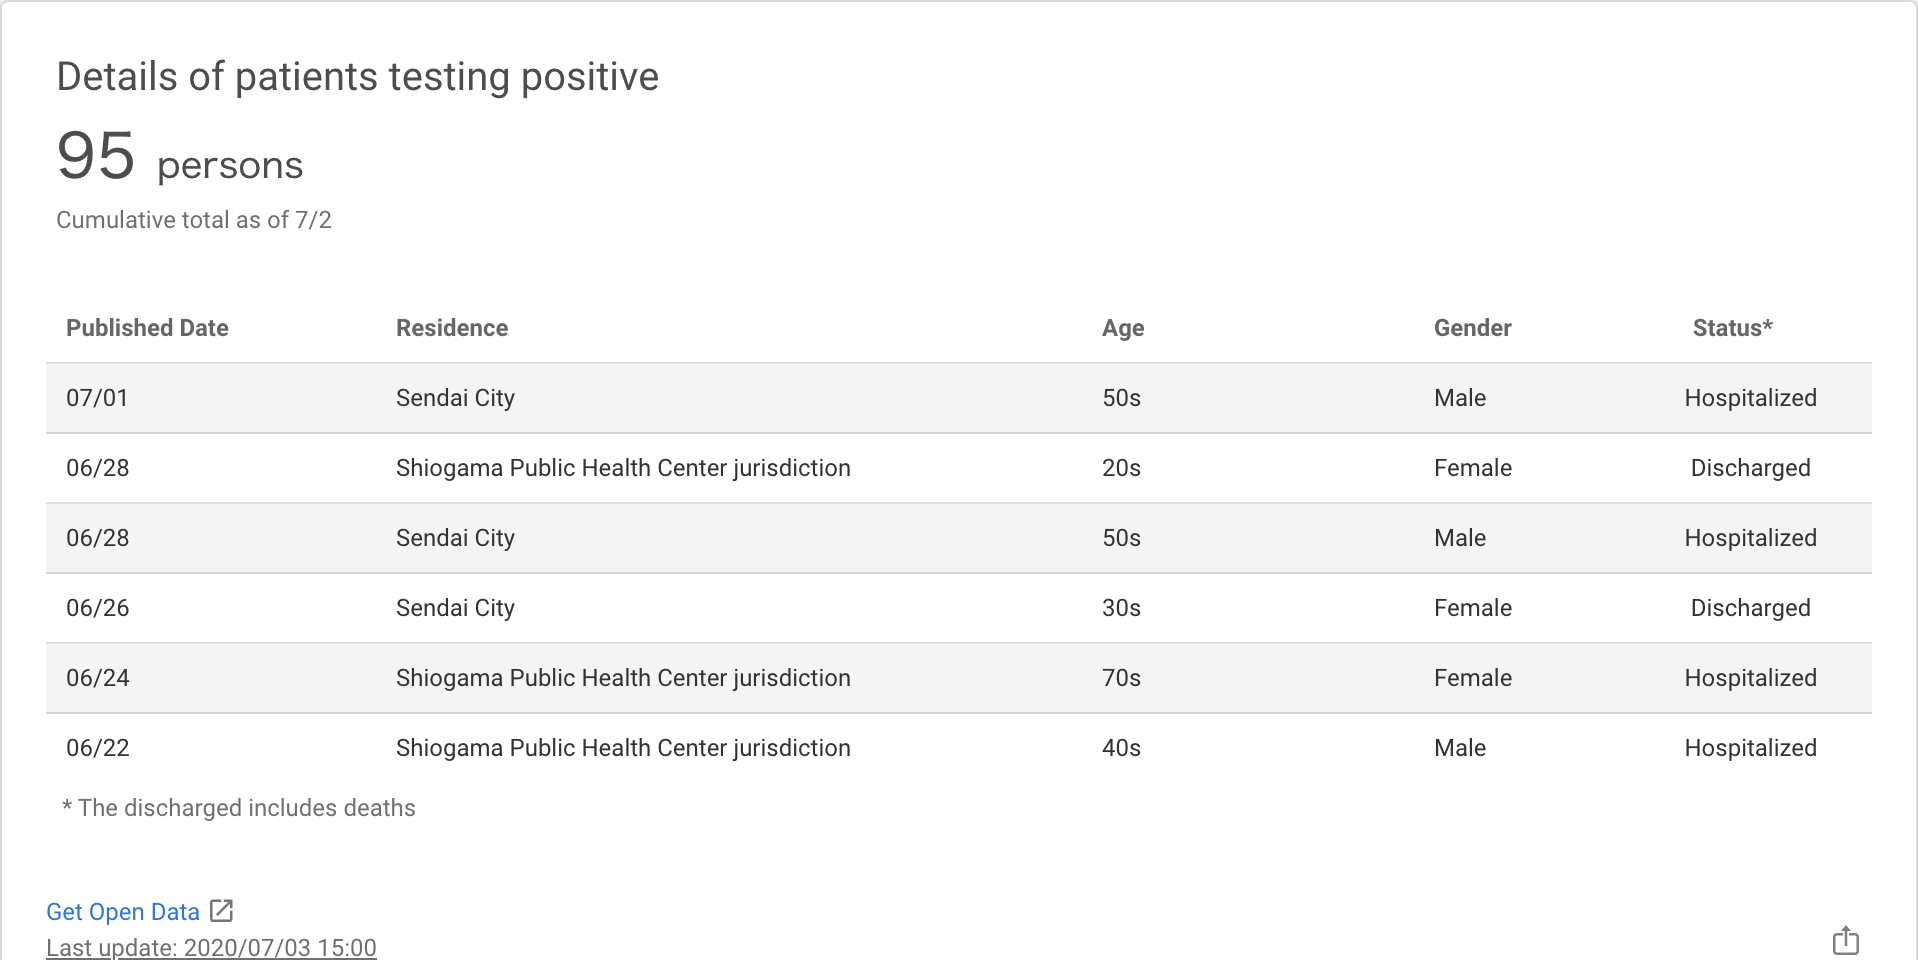 Details of patients testing positive
95 persons
Cumulative total as of 7/2
Published Date Residence Age Gender Status*
07/01 Sendai City 50s Male Hospitalized
06/28 Shiogama Public Health Center jurisdiction 20s Female Discharged
06/28 Sendai City 50s Male Hospitalized
06/26 Sendai City 30s Female Discharged
06/24 Shiogama Public Health Center jurisdiction 70s Female Hospitalized
06/22 Shiogama Public Health Center jurisdiction 40s Male Hospitalized
* The discharged includes deaths
Get Open Data
Last update: 2020/07/03 15:00